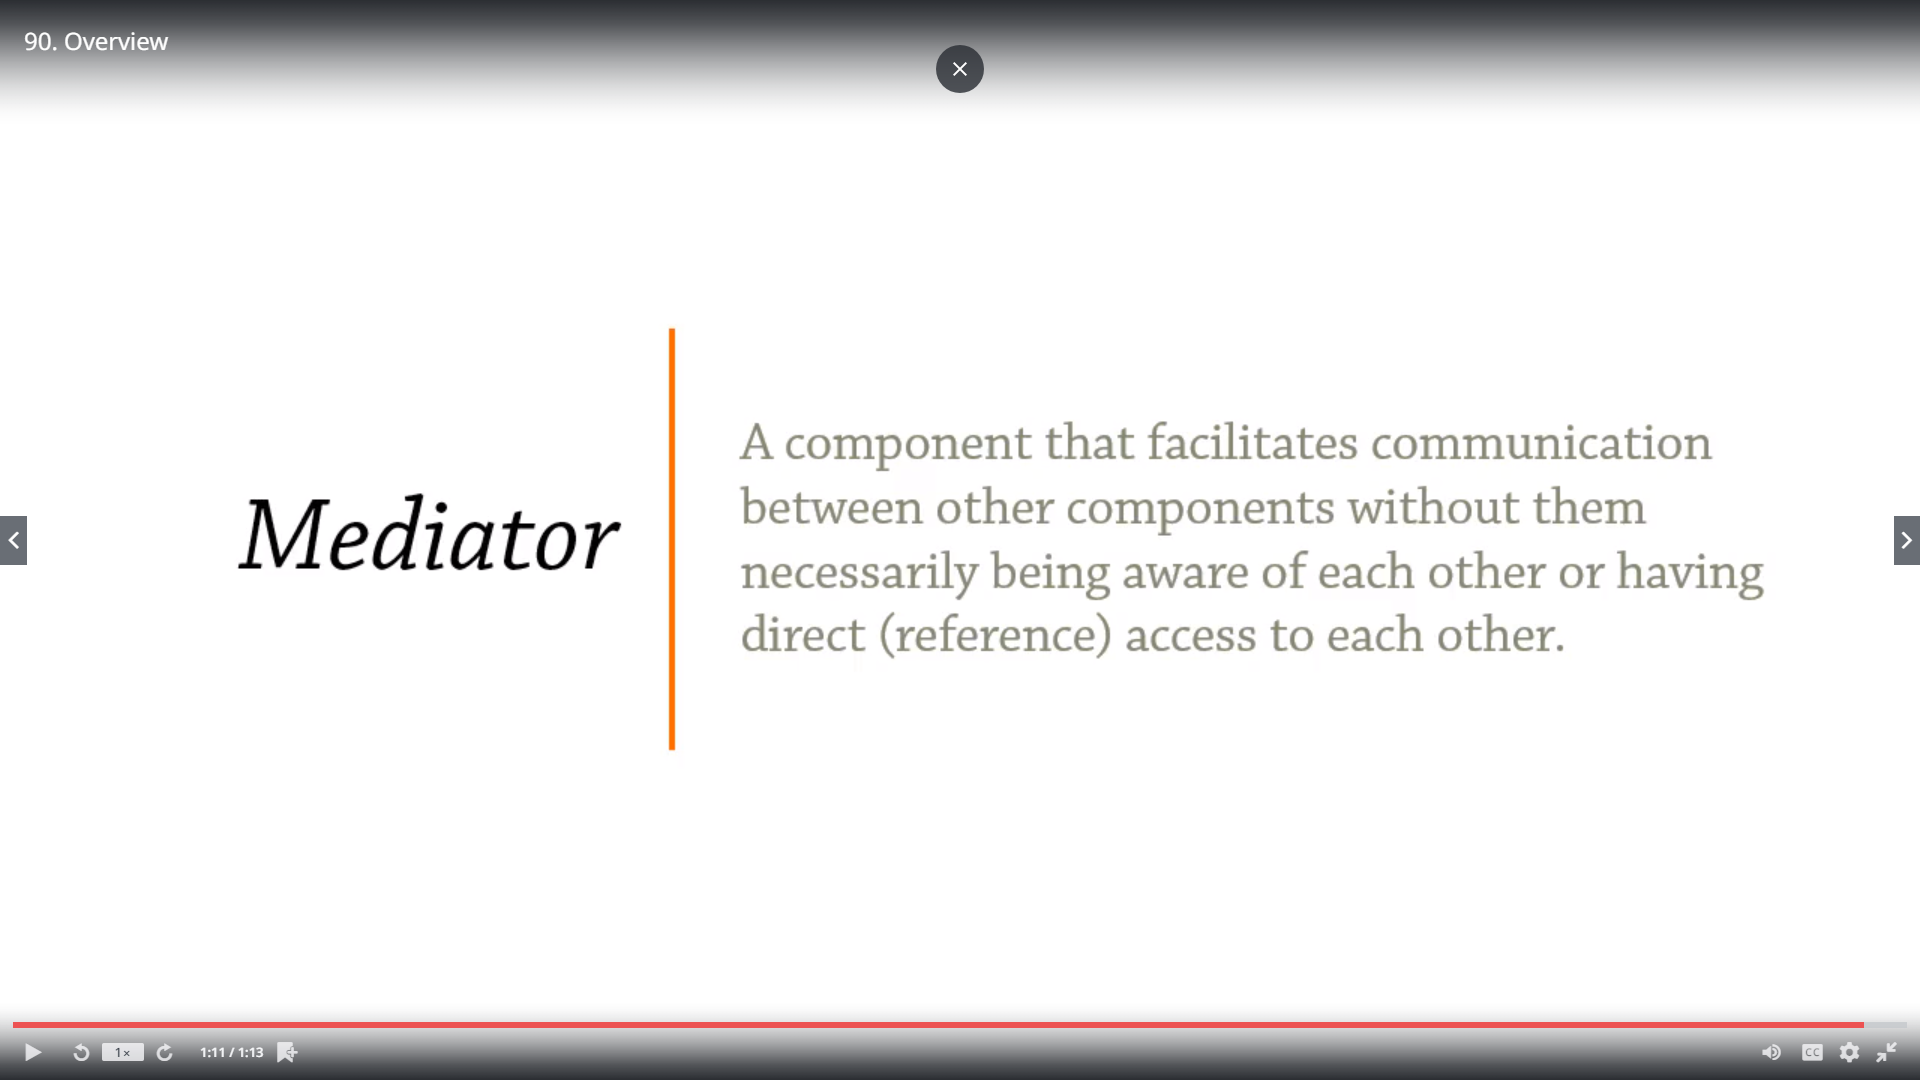 90. Overview
Mediator
A component that facilitates communication
between other components without them
necessarily being aware of each other or having
direct (reference) access to each other.
1×
1:11 / 1:13
CC